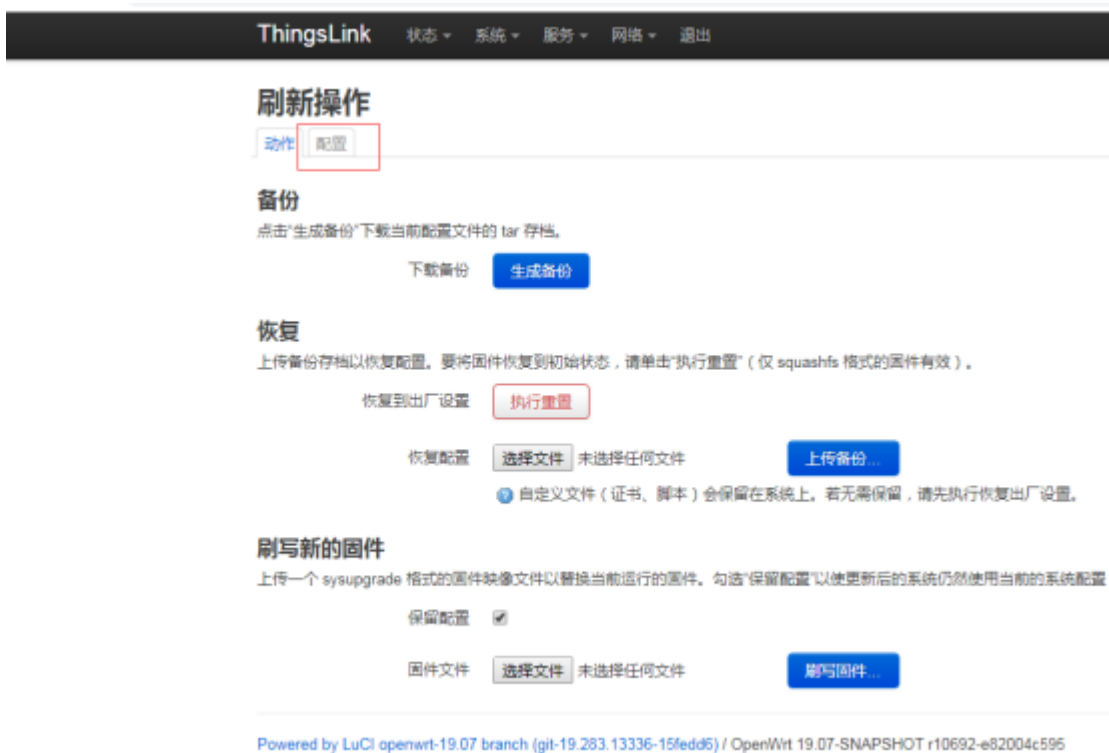 ThingsLink 状态 系统 服务 网络 退出
刷新操作
动作 配置
备份
点击“生成备份”下载当前配置文件的 tar 存档。
下载备份 生成备份
恢复
上传备份存档以恢复配置。要将固件恢复到初始状态，请单击“执行重置”（仅 squashfs 格式的固件有效）。
恢复到出厂设置 执行重置
恢复配置 选择文件 未选择任何文件 上传备份...
自定义文件（证书、脚本）会保留在系统上。若无需保留，请先执行恢复出厂设置。
刷写新的固件
上传一个 sysupgrade 格式的固件映像文件以替换当前运行的固件。勾选“保留配置”以使更新后的系统仍然使用当前的系统配置
保留配置
固件文件 选择文件 未选择任何文件 刷写固件...
Powered by LuCI openwrt-19.07 branch (git-19.283.13336-15fedd6) / OpenWrt 19.07-SNAPSHOT r10692-e82004c595